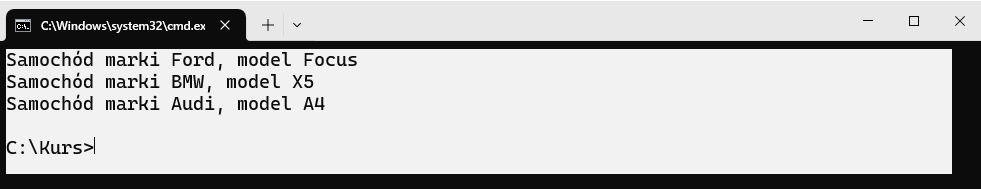 C:\Windows\system32\cmd.ex
Samochód marki Ford, model Focus
Samochód marki BMW, model X5
Samochód marki Audi, model A4
C:\Kurs>